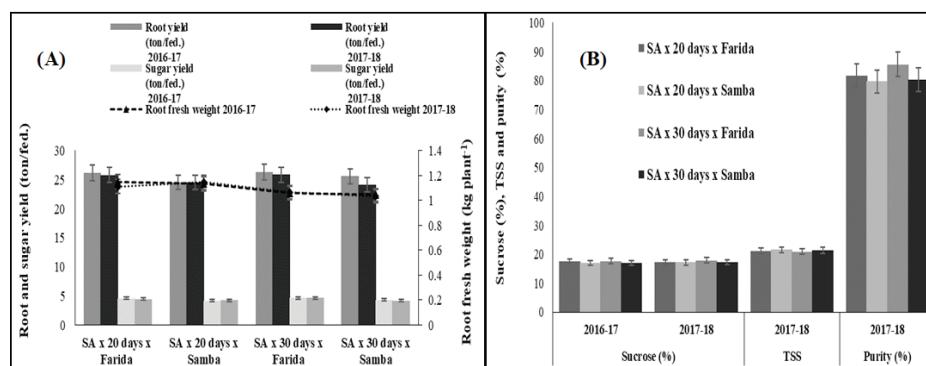 (A)
Root yield
(ton/fed.)
2016-17
Root yield
(ton/fed.)
2017-18
Sugar yield
(ton/fed.)
2016-17
Sugar yield
(ton/fed.)
2017-18
Root fresh weight 2016-17
Root fresh weight 2017-18
Root and sugar yield (ton/fed.)
30
25
20
15
10
5
0
1.4
1.2
1
0.8
0.6
0.4
0.2
0
Root fresh weight (kg plant⁻¹)
SA x 20 days x
Farida
SA x 20 days x
Samba
SA x 30 days x
Farida
SA x 30 days x
Samba
(B)
SA x 20 days x Farida
SA x 20 days x Samba
SA x 30 days x Farida
SA x 30 days x Samba
Sucrose (%), TSS and purity (%)
100
90
80
70
60
50
40
30
20
10
0
2016-17
2017-18
2017-18
2017-18
Sucrose (%)
TSS
Purity (%)